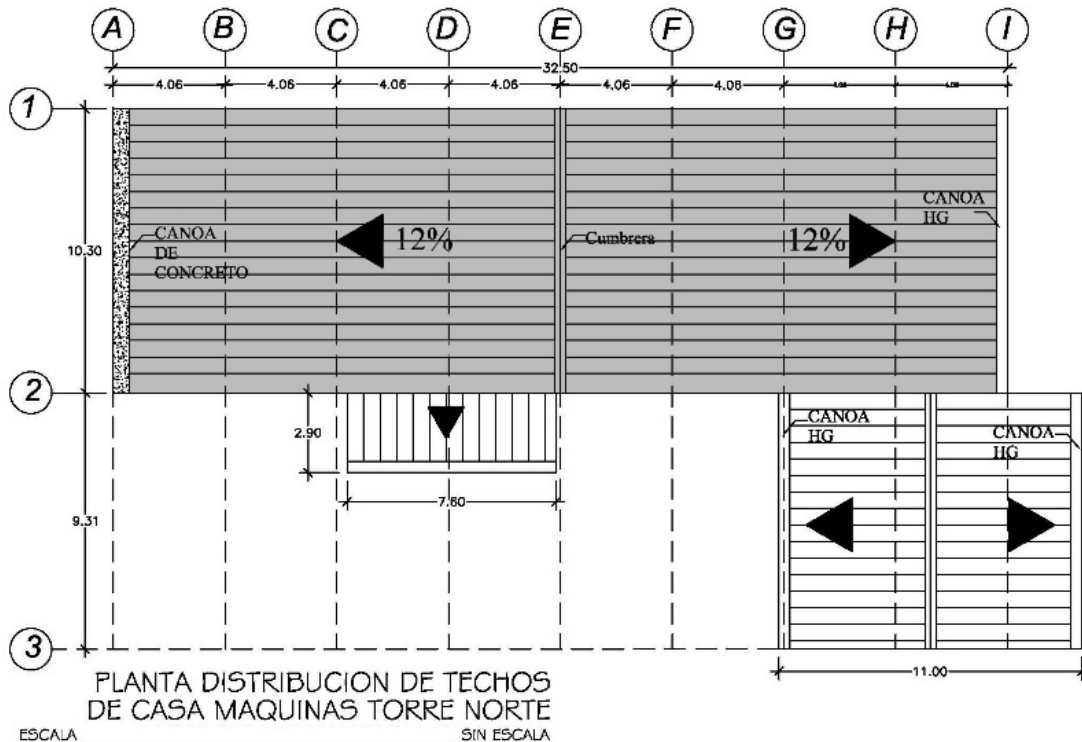 A B C D E F G H I
32.50
4.06 4.06 4.06 4.06 4.06 4.06
1
CANOA
HG
CANOA
DE
CONCRETO
12%
Cumbrera
12%
10.30
2
CANOA
HG
CANOA
HG
2.90
7.60
9.31
3
11.00
PLANTA DISTRIBUCION DE TECHOS
DE CASA MAQUINAS TORRE NORTE
ESCALA SIN ESCALA